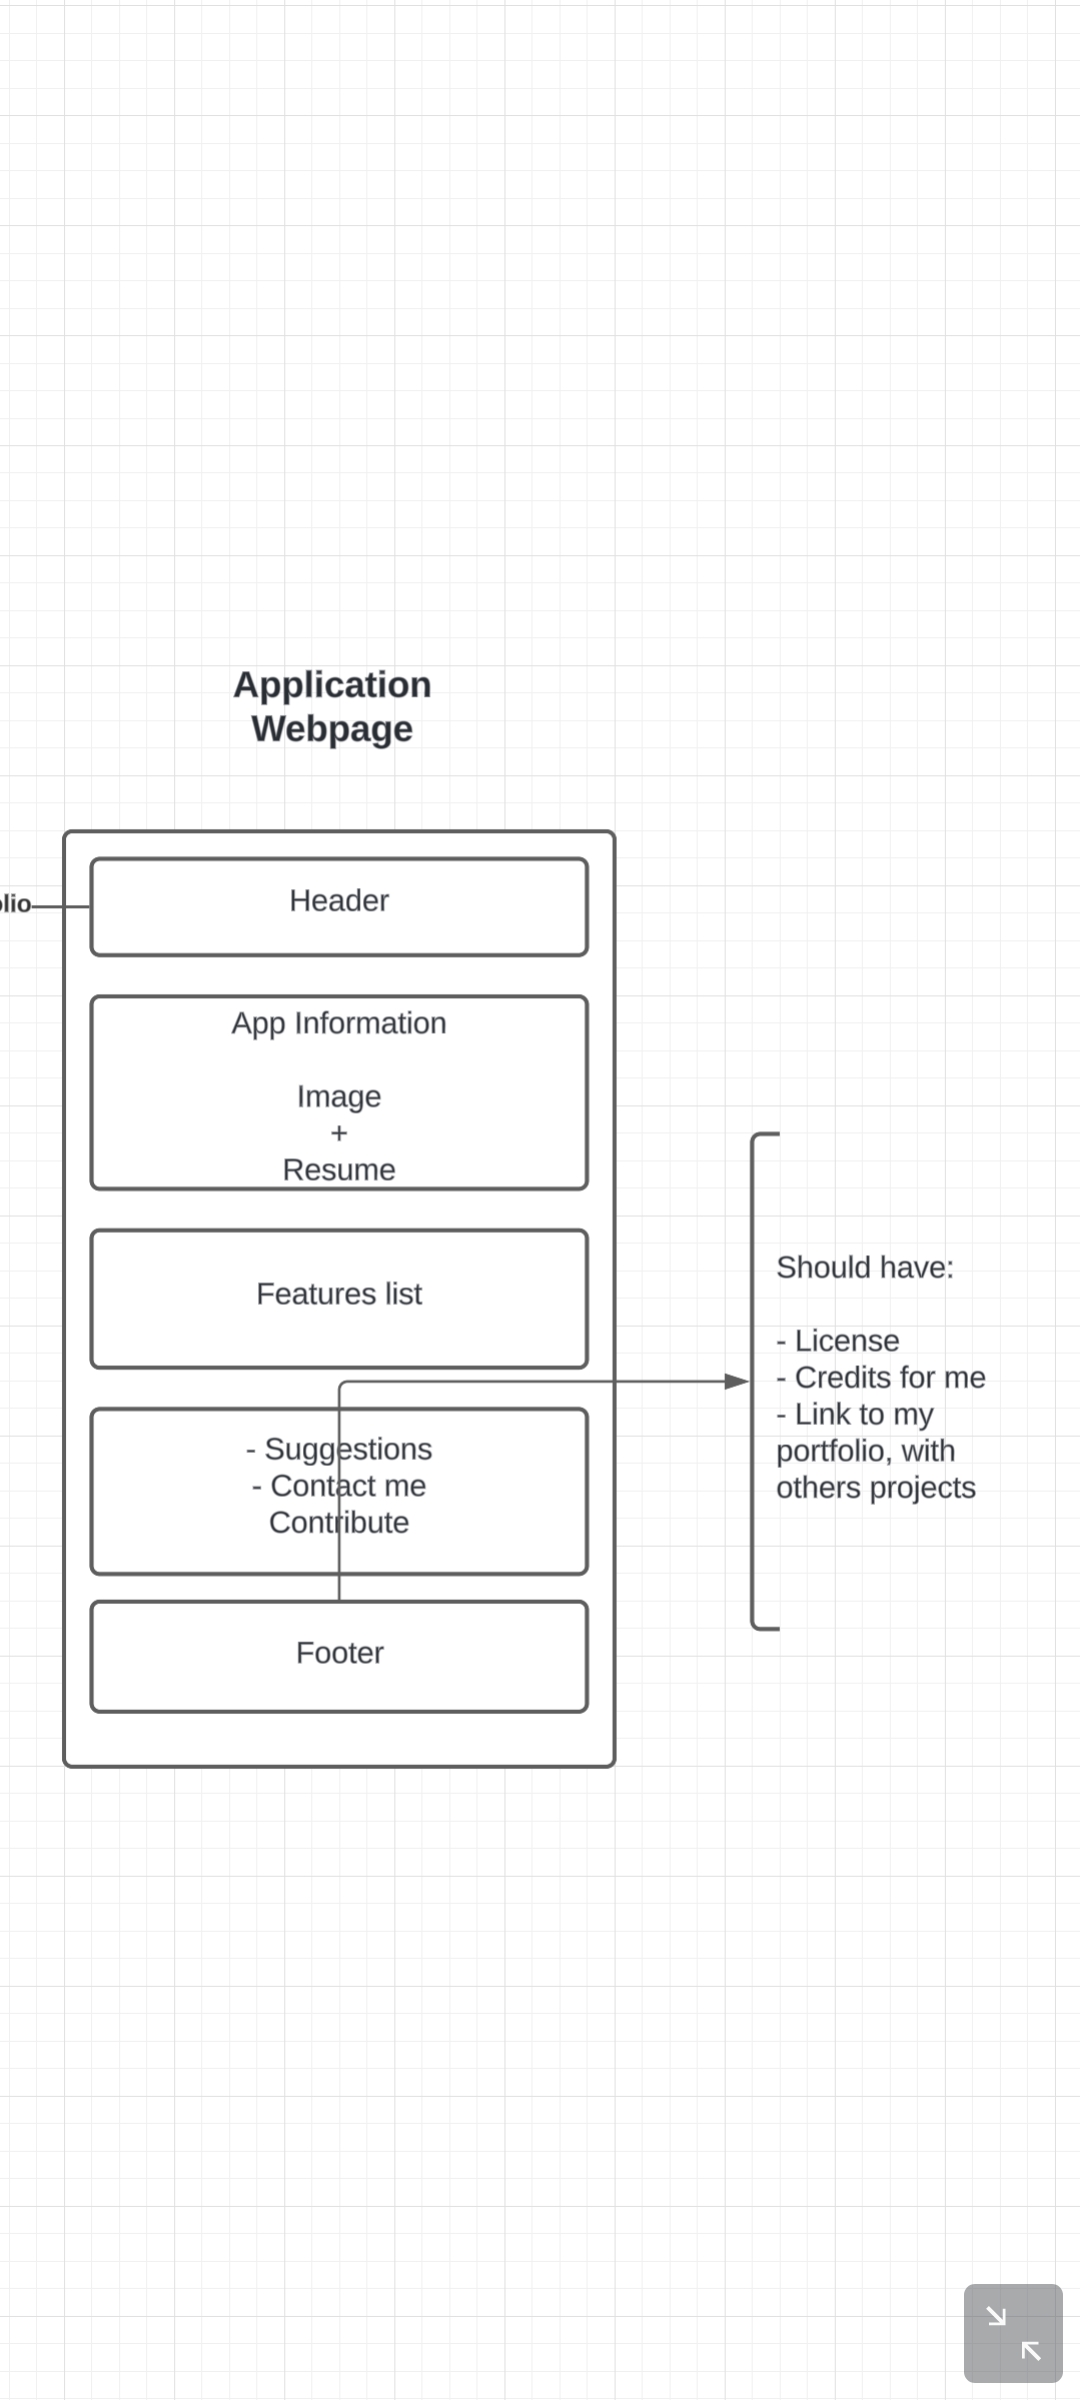 Application
Webpage
Header
App Information
Image
+
Resume
Features list
- Suggestions
- Contact me
Contribute
Footer
Should have:
- License
- Credits for me
- Link to my
portfolio, with
others projects